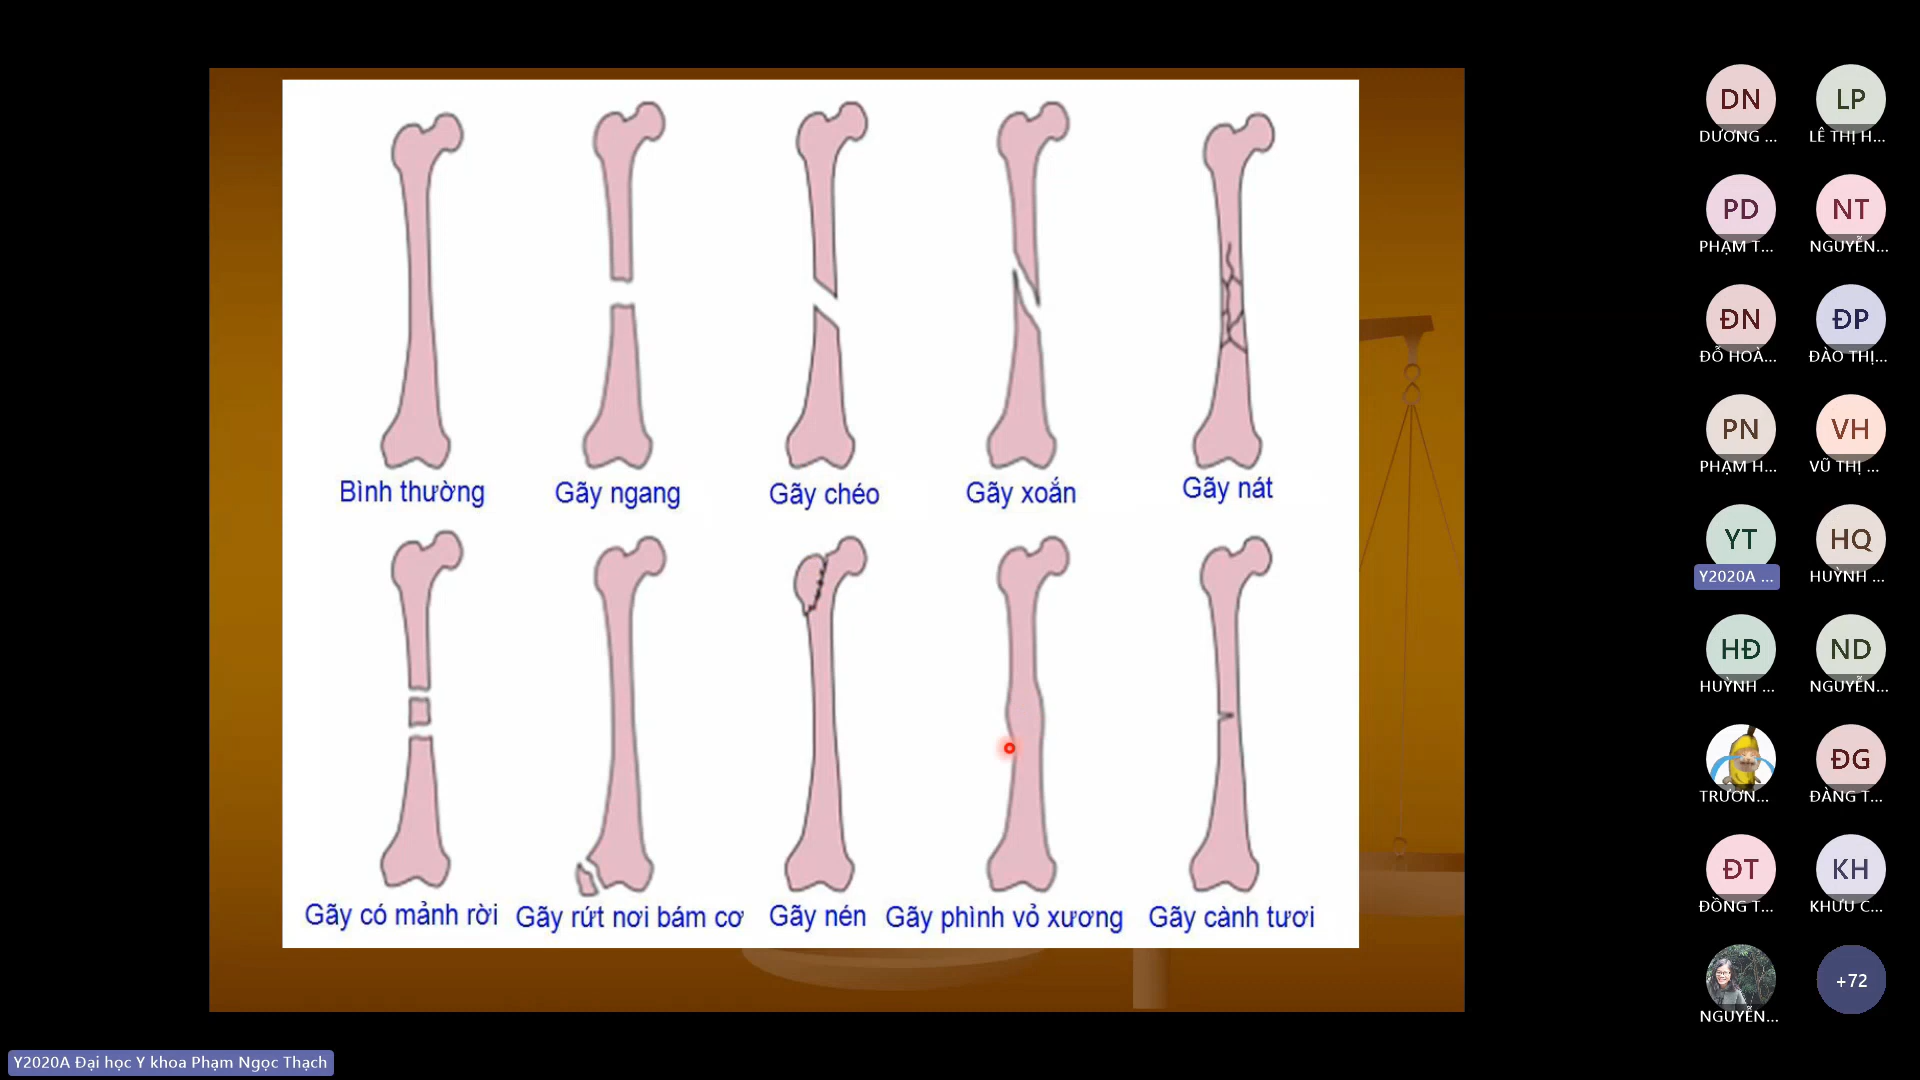 Bình thường
Gãy ngang
Gãy chéo
Gãy xoắn
Gãy nát
Gãy có mảnh rời
Gãy rứt nơi bám cơ
Gãy nén
Gãy phình vỏ xương
Gãy cành tươi
DN
LP
DƯƠNG ...
LÊ THỊ H...
PD
NT
PHẠM T...
NGUYỄN...
ĐN
ĐP
ĐỖ HOÀ...
ĐÀO THỊ...
PN
VH
PHẠM H...
VŨ THỊ ...
YT
HQ
Y2020A ...
HUỲNH ...
HĐ
ND
HUỲNH ...
NGUYỄN...
ĐG
TRƯƠN...
ĐÀNG T...
ĐT
KH
ĐỒNG T...
KHƯU C...
+72
NGUYỄN...
Y2020A Đại học Y khoa Phạm Ngọc Thạch